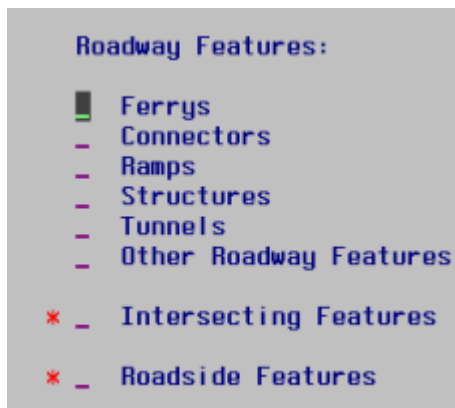 Roadway Features:
_ Ferrys
_ Connectors
_ Ramps
_ Structures
_ Tunnels
_ Other Roadway Features
* _ Intersecting Features
* _ Roadside Features